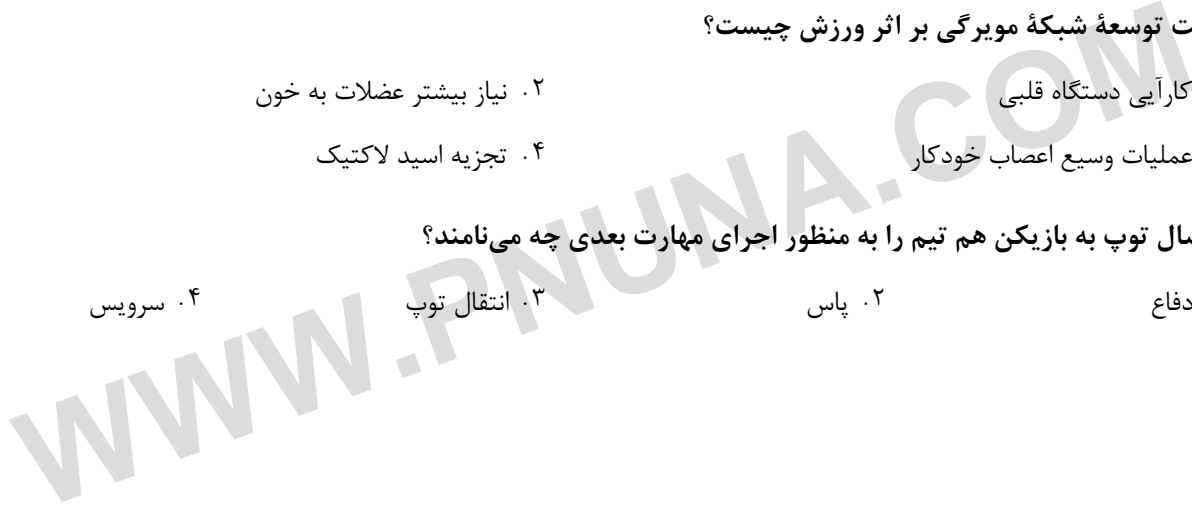 ت توسعهٔ شبکهٔ مویرگی بر اثر ورزش چیست؟
کارآیی دستگاه قلبی ۲. نیاز بیشتر عضلات به خون
عملیات وسیع اعصاب خودکار ۴. تجزیه اسید لاکتیک
توپ به بازیکن هم تیم را به منظور اجرای مهارت بعدی چه می‌نامند؟
دفاع ۲. پاس ۳. انتقال توپ ۴. سرویس
WWW.PNUNA.COM